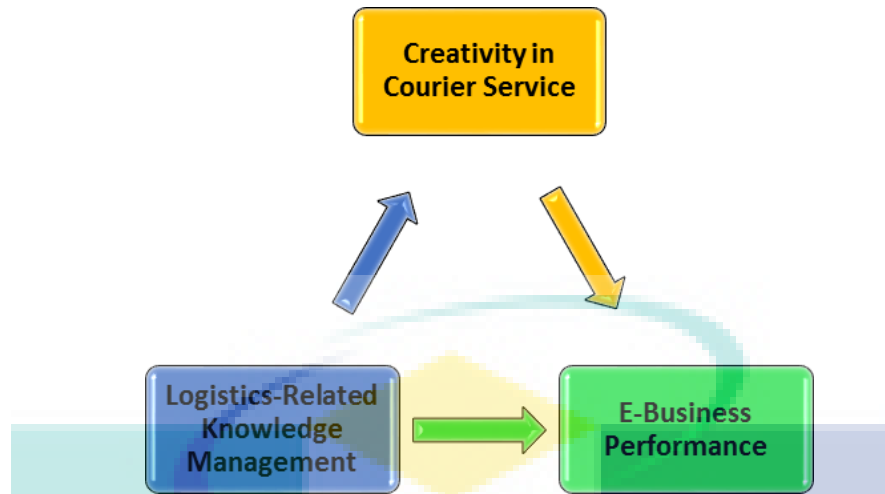 Creativity in
Courier Service
Logistics-Related
Knowledge
Management
E-Business
Performance